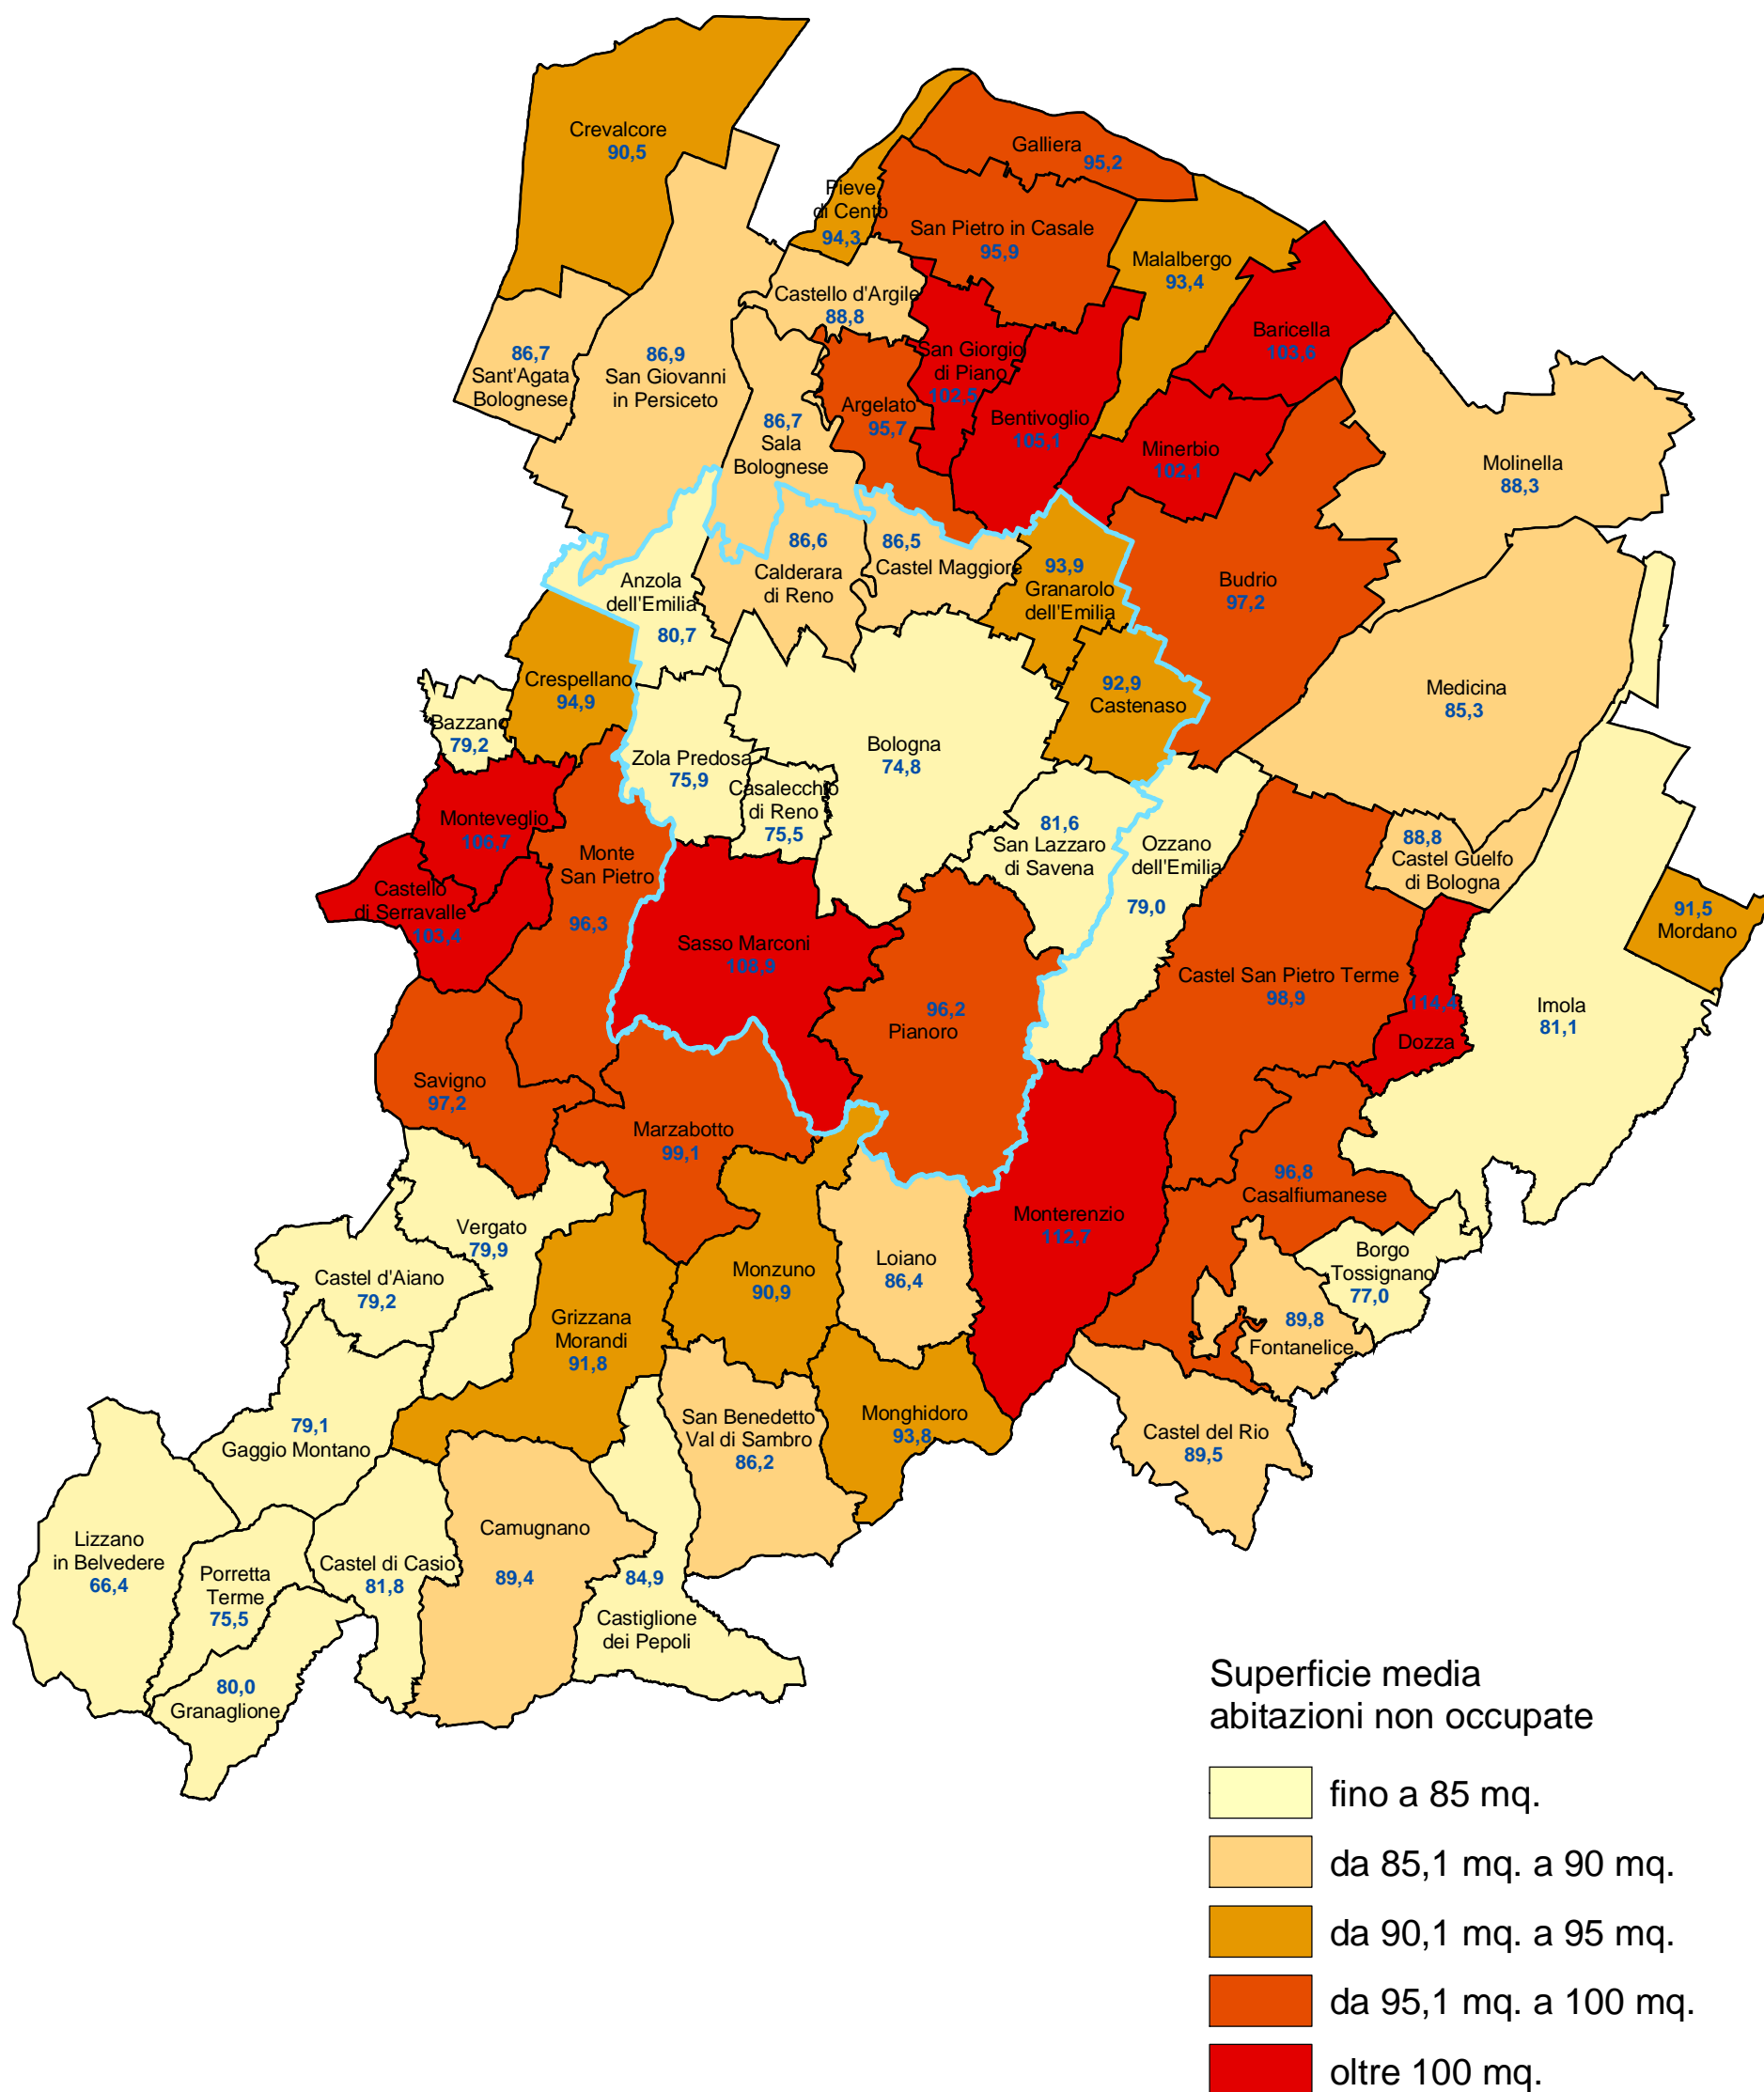 Crevalcore
90,5
Galliera
95,2
Pieve
di Cento
94,3
San Pietro in Casale
95,9
Malalbergo
93,4
Castello d'Argile
88,8
Baricella
103,6
86,7
Sant'Agata
Bolognese
86,9
San Giovanni
in Persiceto
San Giorgio
di Piano
102,5
Argelato
95,7
Bentivoglio
105,1
86,7
Sala
Bolognese
Minerbio
102,1
Molinella
88,3
86,6
Calderara
di Reno
86,5
Castel Maggiore
93,9
Granarolo
dell'Emilia
Budrio
97,2
Anzola
dell'Emilia
80,7
Crespellano
94,9
92,9
Castenaso
Medicina
85,3
Bazzano
79,2
Zola Predosa
75,9
Bologna
74,8
Casalecchio
di Reno
75,5
Monteveglio
106,7
81,6
San Lazzaro
di Savena
Ozzano
dell'Emilia
79,0
88,8
Castel Guelfo
di Bologna
Monte
San Pietro
96,3
Castello
di Serravalle
103,4
91,5
Mordano
Sasso Marconi
108,9
Castel San Pietro Terme
98,9
114,4
Dozza
Imola
81,1
96,2
Pianoro
Savigno
97,2
Marzabotto
99,1
96,8
Casalfiumanese
Vergato
79,9
Monterenzio
112,7
Castel d'Aiano
79,2
Monzuno
90,9
Loiano
86,4
Borgo
Tossignano
77,0
Grizzana
Morandi
91,8
89,8
Fontanelice
79,1
Gaggio Montano
San Benedetto
Val di Sambro
86,2
Monghidoro
93,8
Castel del Rio
89,5
Lizzano
in Belvedere
66,4
Porretta
Terme
75,5
Castel di Casio
81,8
Camugnano
89,4
84,9
Castiglione
dei Pepoli
80,0
Granaglione
Superficie media
abitazioni non occupate
fino a 85 mq.
da 85,1 mq. a 90 mq.
da 90,1 mq. a 95 mq.
da 95,1 mq. a 100 mq.
oltre 100 mq.